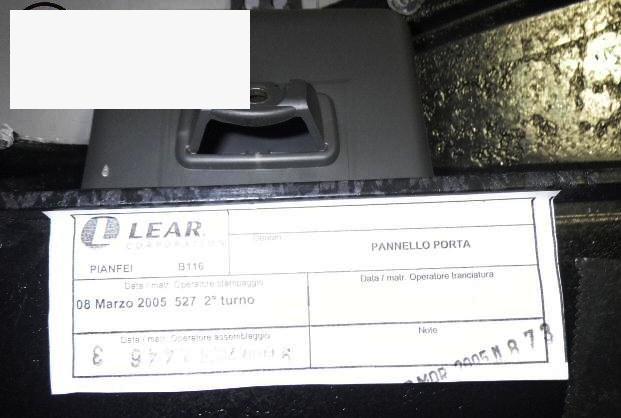 LEAR.
CORPORATION
PIANFEI B116
PANNELLO PORTA
Data / matr. Operatore stampaggio
08 Marzo 2005 527 2° turno
Data / matr. Operatore tranciatura
Data / matr. Operatore assemblaggio
Note